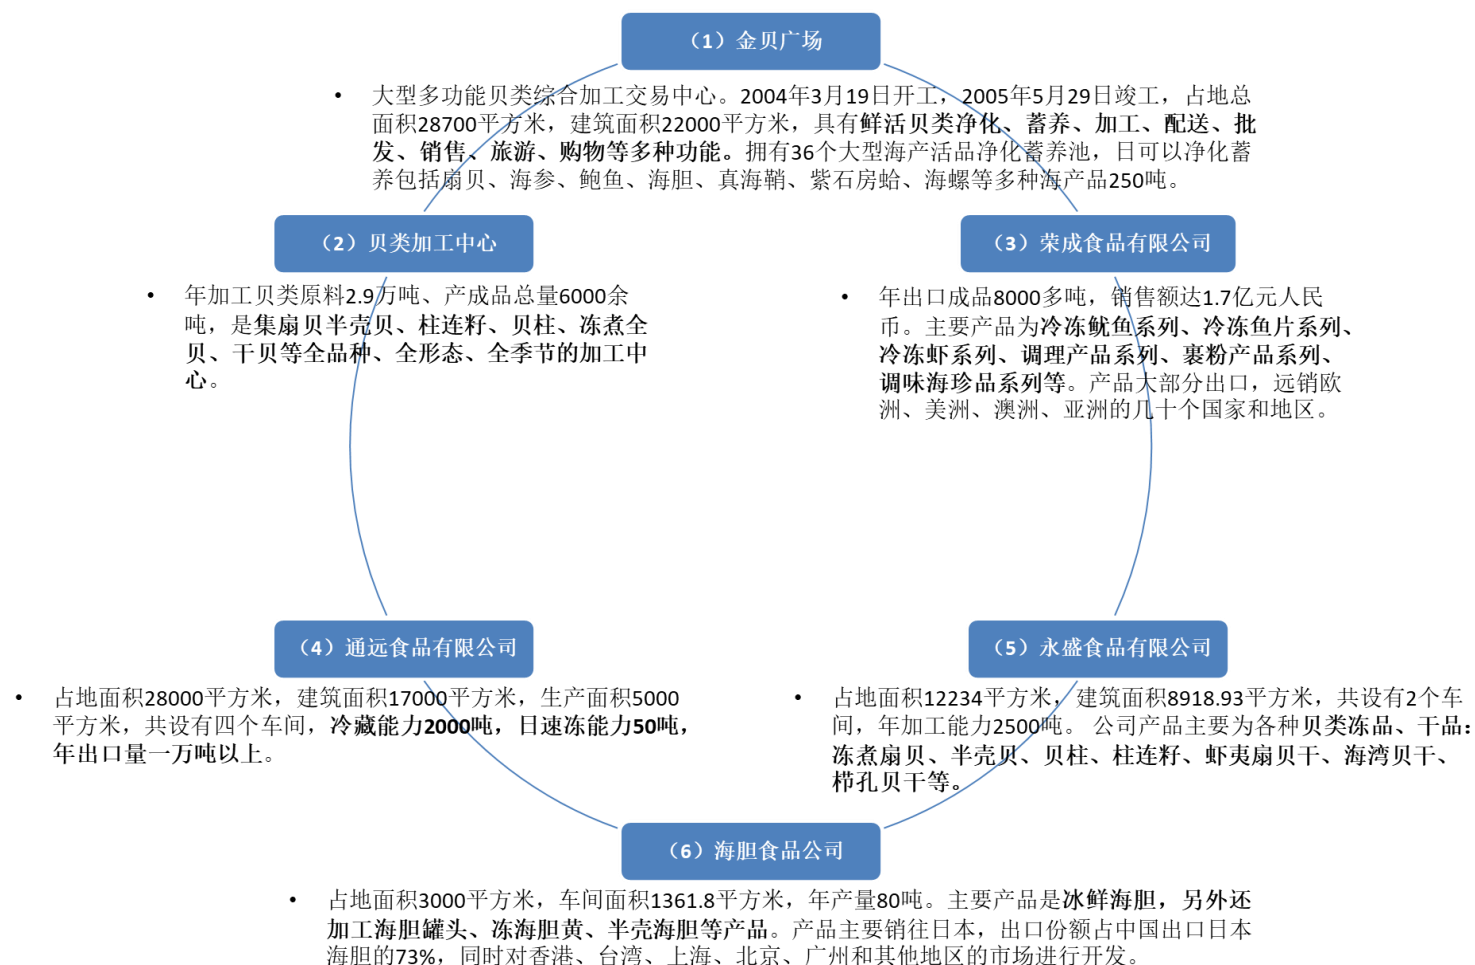 （1）金贝广场
• 大型多功能贝类综合加工交易中心。2004年3月19日开工，2005年5月29日竣工，占地总
面积28700平方米，建筑面积22000平方米，具有鲜活贝类净化、蓄养、加工、配送、批
发、销售、旅游、购物等多种功能。拥有36个大型海产活品净化蓄养池，日可以净化蓄
养包括扇贝、海参、鲍鱼、海胆、真海鞘、紫石房蛤、海螺等多种海产品250吨。
（2）贝类加工中心
• 年加工贝类原料2.9万吨、产成品总量6000余
吨，是集扇贝半壳贝、柱连籽、贝柱、冻煮全
贝、干贝等全品种、全形态、全季节的加工中
心。
（3）荣成食品有限公司
• 年出口成品8000多吨，销售额达1.7亿元人民
币。主要产品为冷冻鱿鱼系列、冷冻鱼片系列、
冷冻虾系列、调理产品系列、裹粉产品系列、
调味海珍品系列等。产品大部分出口，远销欧
洲、美洲、澳洲、亚洲的几十个国家和地区。
（4）通远食品有限公司
• 占地面积28000平方米，建筑面积17000平方米，生产面积5000
平方米，共设有四个车间，冷藏能力2000吨，日速冻能力50吨，
年出口量一万吨以上。
（5）永盛食品有限公司
• 占地面积12234平方米，建筑面积8918.93平方米，共设有2个车
间，年加工能力2500吨。 公司产品主要为各种贝类冻品、干品：
冻煮扇贝、半壳贝、贝柱、柱连籽、虾夷扇贝干、海湾贝干、
栉孔贝干等。
（6）海胆食品公司
• 占地面积3000平方米，车间面积1361.8平方米，年产量80吨。主要产品是冰鲜海胆，另外还
加工海胆罐头、冻海胆黄、半壳海胆等产品。产品主要销往日本，出口份额占中国出口日本
海胆的73%，同时对香港、台湾、上海、北京、广州和其他地区的市场进行开发。